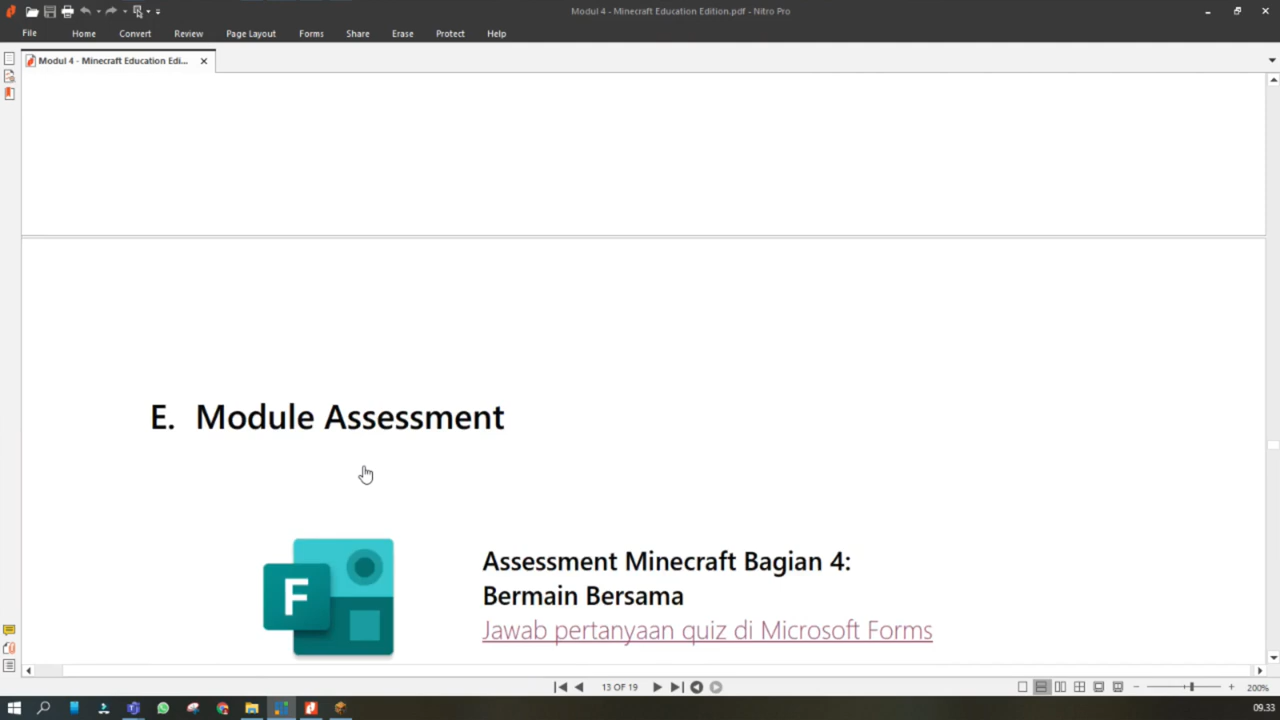 Modul 4 - Minecraft Education Edition.pdf - Nitro Pro
File Home Convert Review Page Layout Forms Share Erase Protect Help
Modul 4 - Minecraft Education Edi...
E. Module Assessment
F
Assessment Minecraft Bagian 4:
Bermain Bersama
Jawab pertanyaan quiz di Microsoft Forms
13 OF 19
200%
09.33